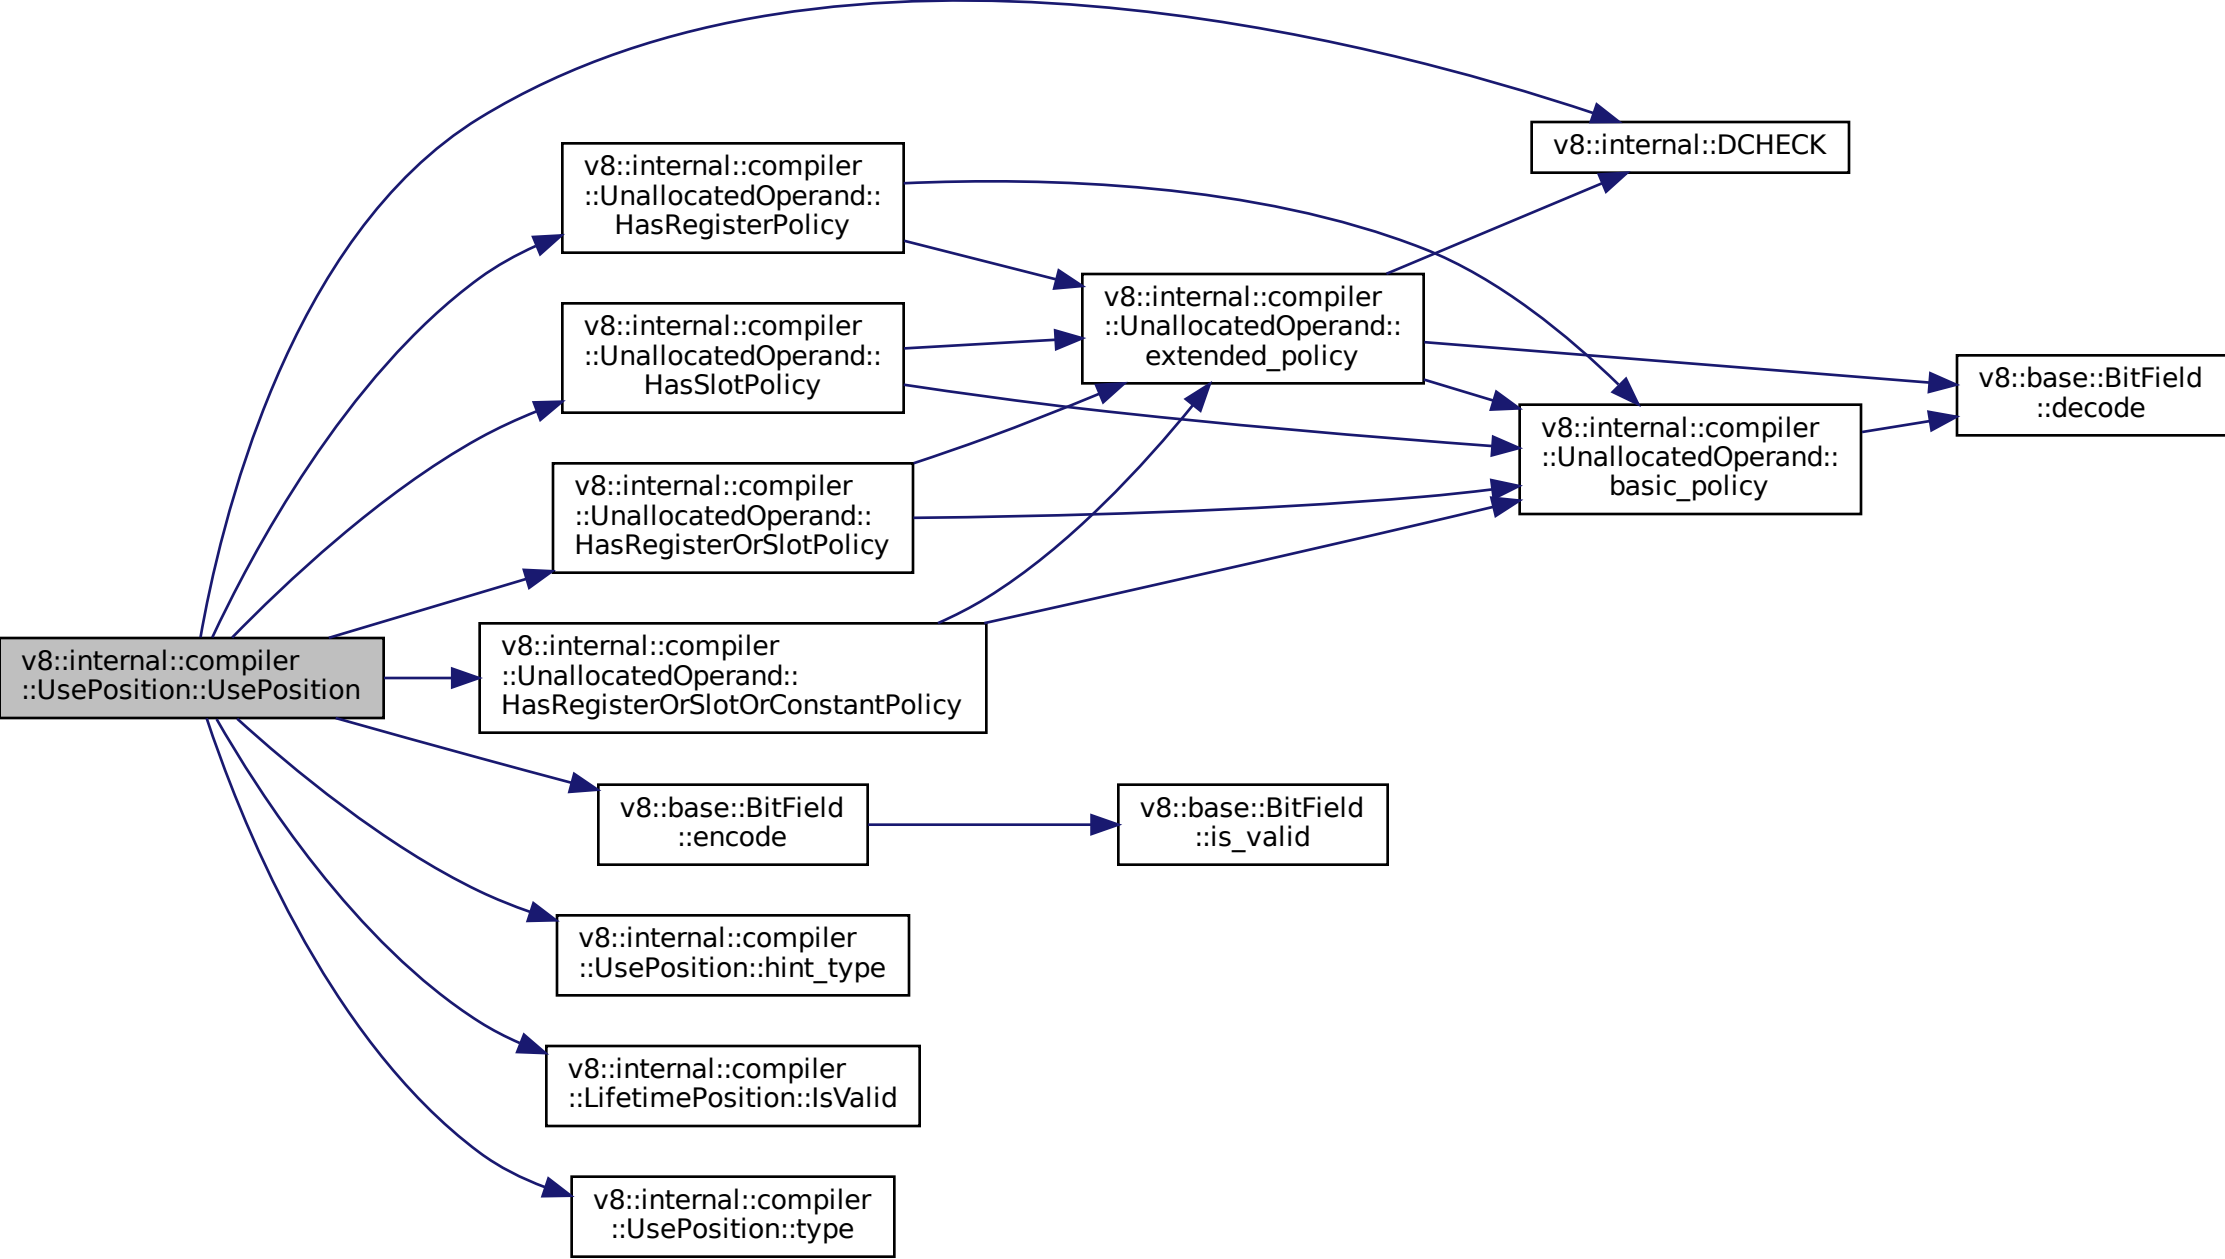 v8::internal::DCHECK
v8::internal::compiler
::UnallocatedOperand::
HasRegisterPolicy
v8::internal::compiler
::UnallocatedOperand::
extended_policy
v8::internal::compiler
::UnallocatedOperand::
HasSlotPolicy
v8::base::BitField
::decode
v8::internal::compiler
::UnallocatedOperand::
basic_policy
v8::internal::compiler
::UnallocatedOperand::
HasRegisterOrSlotPolicy
v8::internal::compiler
::UsePosition::UsePosition
v8::internal::compiler
::UnallocatedOperand::
HasRegisterOrSlotOrConstantPolicy
v8::base::BitField
::encode
v8::base::BitField
::is_valid
v8::internal::compiler
::UsePosition::hint_type
v8::internal::compiler
::LifetimePosition::IsValid
v8::internal::compiler
::UsePosition::type